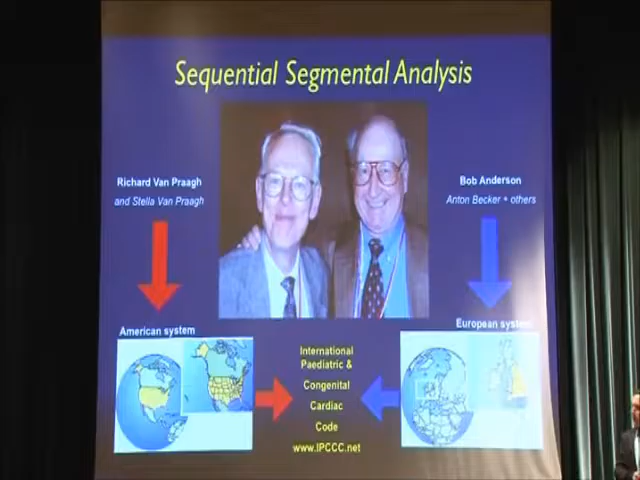 Sequential Segmental Analysis
Richard Van Praagh
and Stella Van Praagh
Bob Anderson
Anton Becker + others
American system
European system
International
Paediatric &
Congenital
Cardiac
Code
www.IPCCC.net